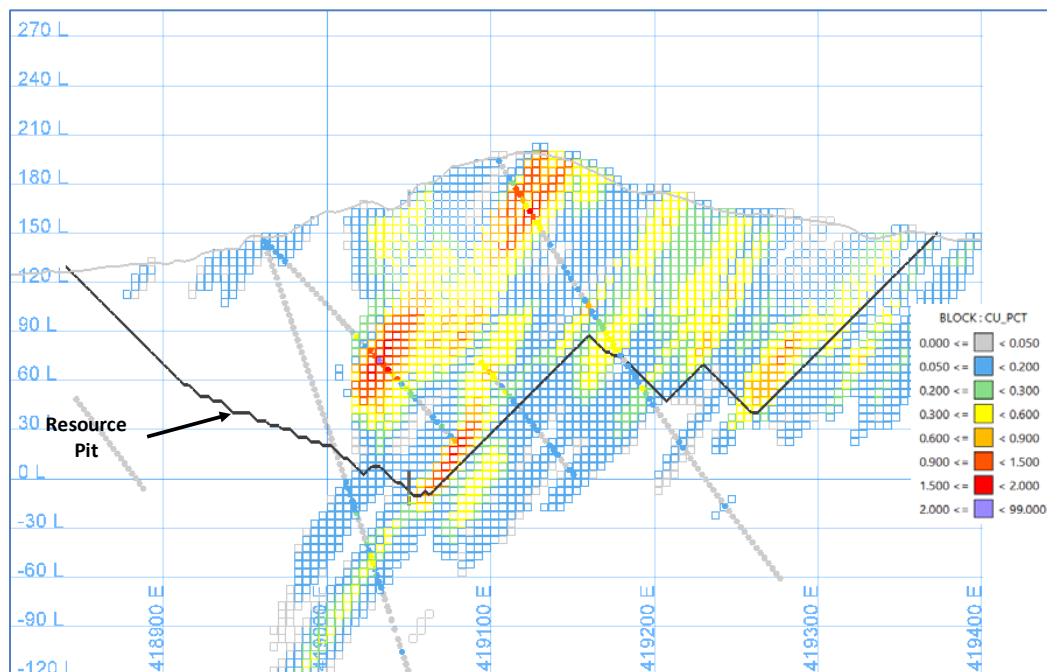 270 L
240 L
210 L
180 L
150 L
120 L
90 L
60 L
30 L
0 L
-30 L
-60 L
-90 L
-120 L
Resource
Pit
BLOCK : CU_PCT
0.000 <= < 0.050
0.050 <= < 0.200
0.200 <= < 0.300
0.300 <= < 0.600
0.600 <= < 0.900
0.900 <= < 1.500
1.500 <= < 2.000
2.000 <= < 99.000
418900 E
419000 E
419100 E
419200 E
419300 E
419400 E